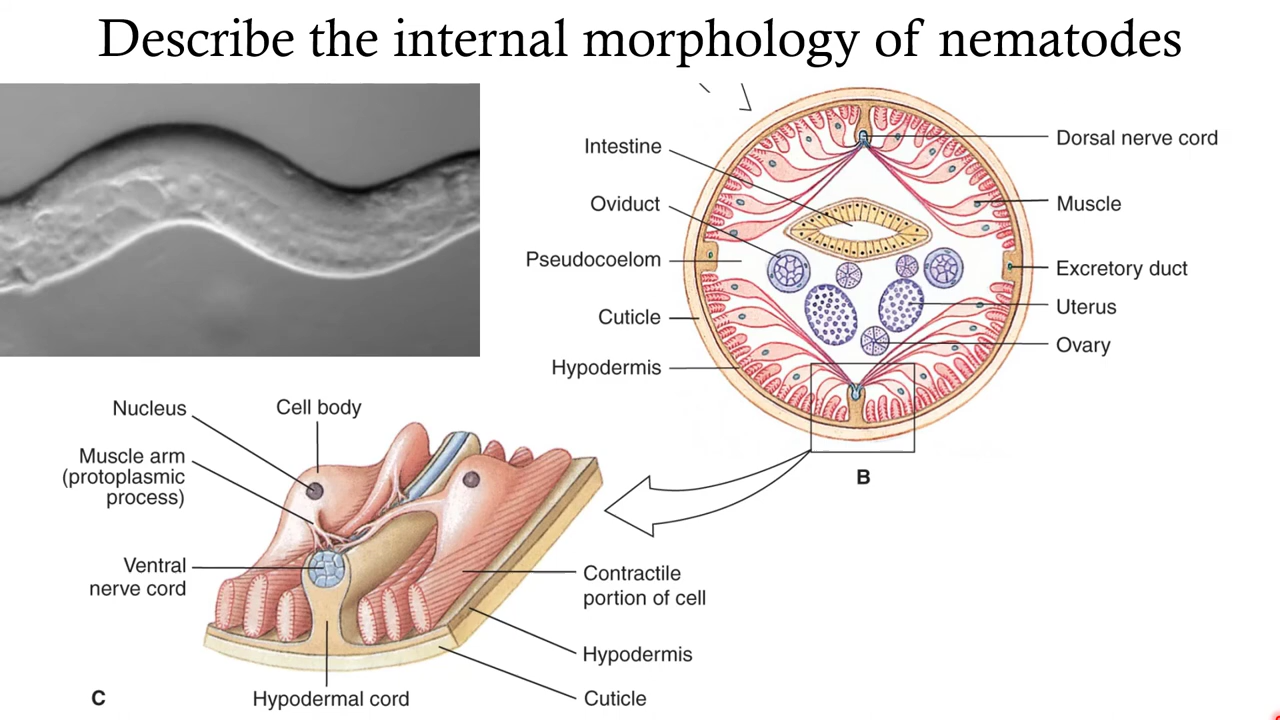 Describe the internal morphology of nematodes
Intestine
Oviduct
Pseudocoelom
Cuticle
Hypodermis
Dorsal nerve cord
Muscle
Excretory duct
Uterus
Ovary
B
Nucleus
Cell body
Muscle arm
(protoplasmic
process)
Ventral
nerve cord
Contractile
portion of cell
Hypodermis
Cuticle
Hypodermal cord
C